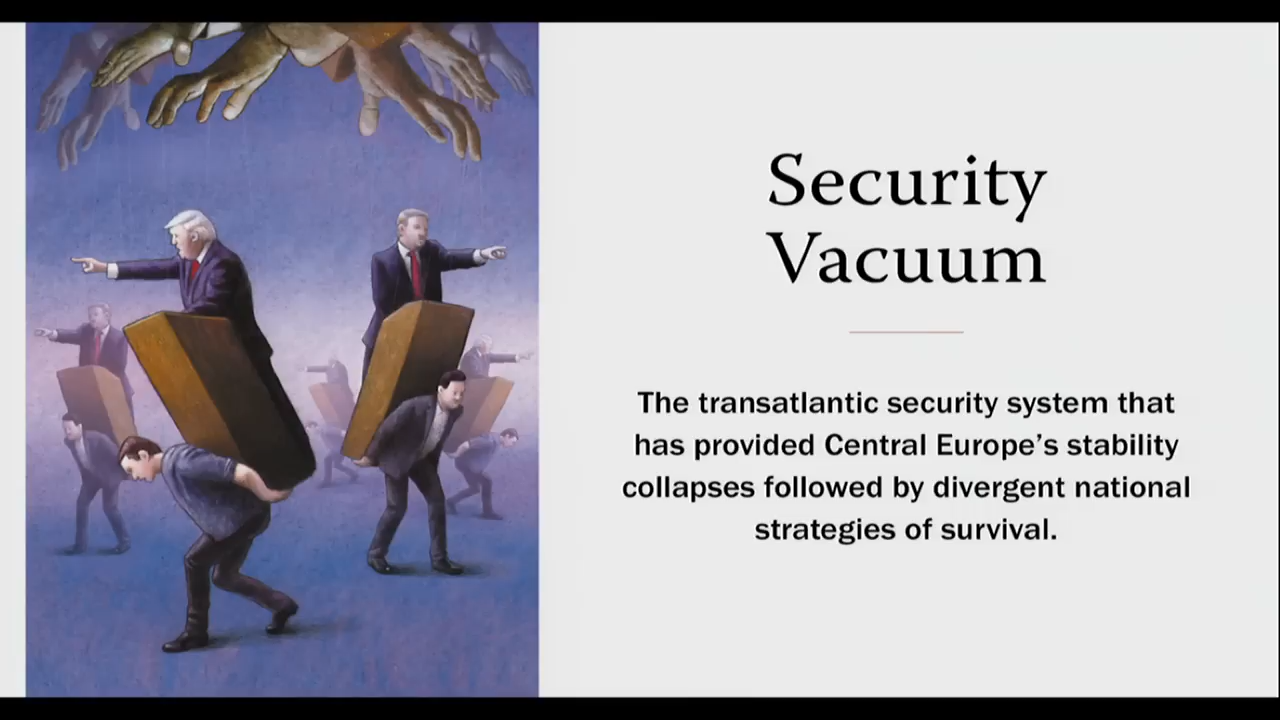 Security
Vacuum
The transatlantic security system that
has provided Central Europe’s stability
collapses followed by divergent national
strategies of survival.